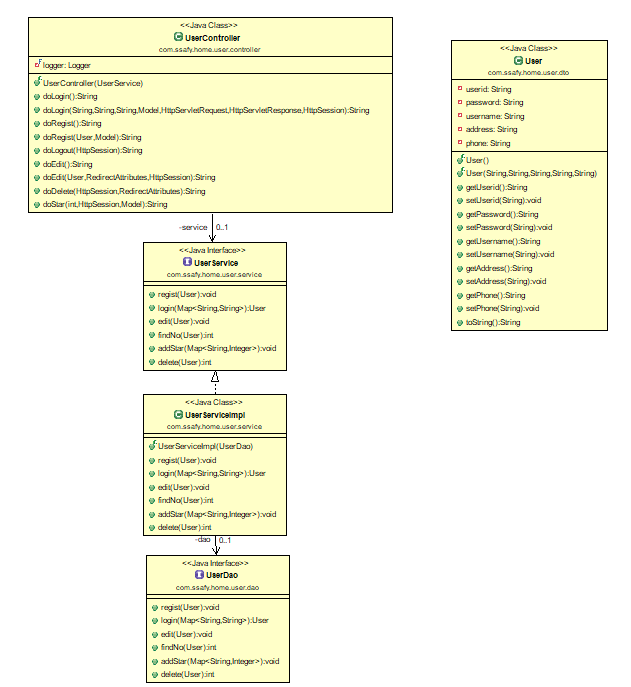 <<Java Class>>
UserController
com.ssafy.home.user.controller
logger: Logger
UserController(UserService)
doLogin():String
doLogin(String,String,String,Model,HttpServletRequest,HttpServletResponse,HttpSession):String
doRegist():String
doRegist(User,Model):String
doLogout(HttpSession):String
doEdit():String
doEdit(User,RedirectAttributes,HttpSession):String
doDelete(HttpSession,RedirectAttributes):String
doStar(int,HttpSession,Model):String
-service 0..1
<<Java Interface>>
UserService
com.ssafy.home.user.service
regist(User):void
login(Map<String,String>):User
edit(User):void
findNo(User):int
addStar(Map<String,Integer>):void
delete(User):int
<<Java Class>>
UserServiceImpl
com.ssafy.home.user.service
UserServiceImpl(UserDao)
regist(User):void
login(Map<String,String>):User
edit(User):void
findNo(User):int
addStar(Map<String,Integer>):void
delete(User):int
-dao 0..1
<<Java Interface>>
UserDao
com.ssafy.home.user.dao
regist(User):void
login(Map<String,String>):User
edit(User):void
findNo(User):int
addStar(Map<String,Integer>):void
delete(User):int
<<Java Class>>
User
com.ssafy.home.user.dto
userid: String
password: String
username: String
address: String
phone: String
User()
User(String,String,String,String,String)
getUserid():String
setUserid(String):void
getPassword():String
setPassword(String):void
getUsername():String
setUsername(String):void
getAddress():String
setAddress(String):void
getPhone():String
setPhone(String):void
toString():String